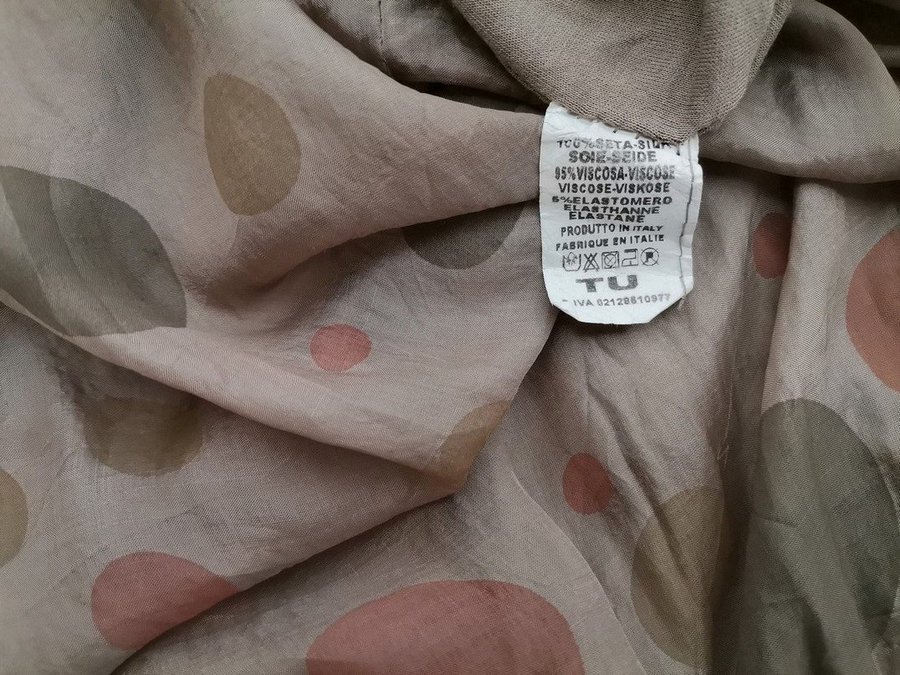 100%SETA-SILK
SOIE-SEIDE
95%VISCOSA-VISCOSE
VISCOSE-VISKOSE
5%ELASTOMERO
ELASTHANNE
ELASTANE
PRODUTTO IN ITALY
FABRIQUE EN ITALIE
TU
IVA 02128610977